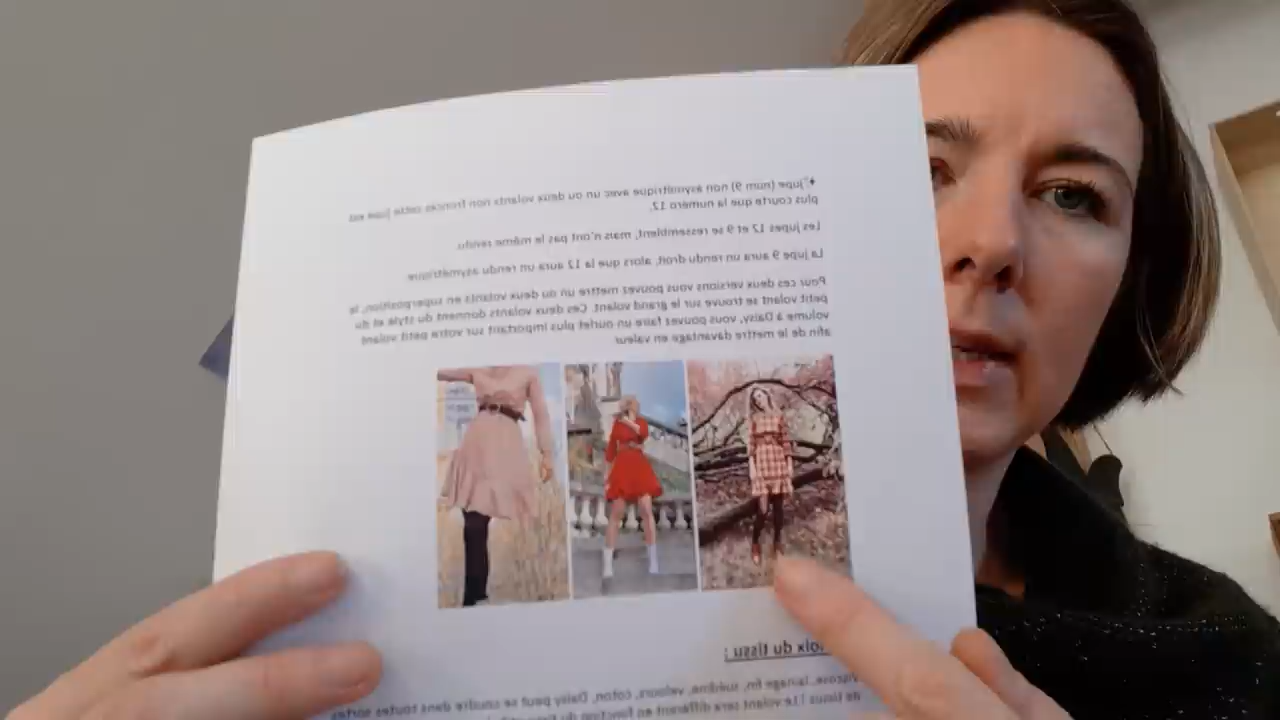 + "jupe (num 9) non asymétrique avec un ou deux volants non froncés cette jupe est
plus courte que la numéro 12.
Les jupes 12 et 9 se ressemblent, mais n'ont pas le même rendu.
La jupe 9 aura un rendu droit, alors que la 12 aura un rendu asymétrique.
Pour ces deux versions vous pouvez mettre un ou deux volants en superposition, le
petit volant se trouve sur le grand volant. Ces deux volants donnent du style et du
volume à Daisy, vous pouvez faire un ourlet plus important sur votre petit volant
afin de le mettre davantage en valeur.
oix du tissu :
Viscose, lainage fin, suédine, velours, coton, Daisy peut se coudre dans toutes sortes
de tissus ! Le volant sera différent en fonction du